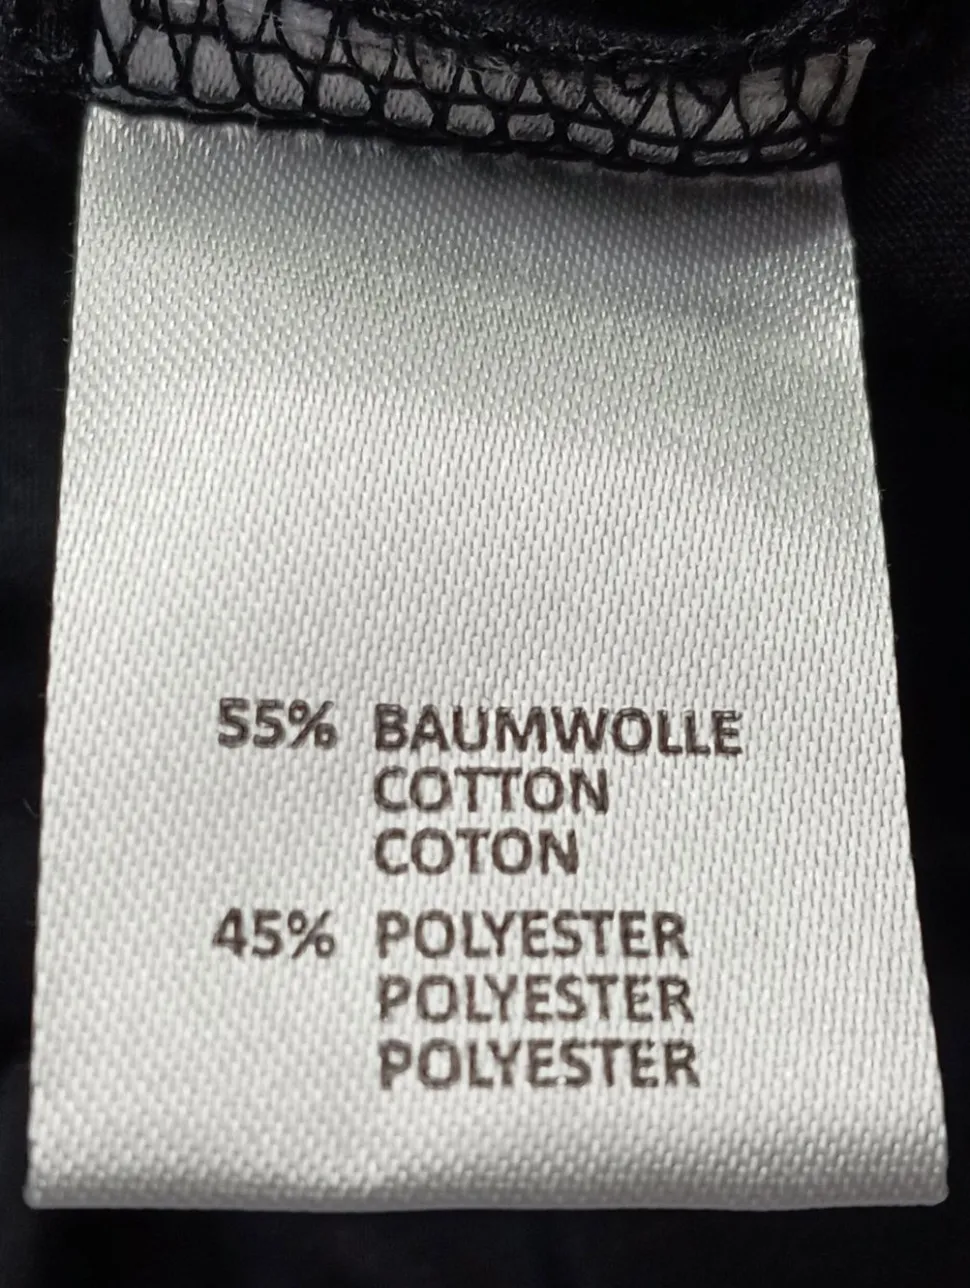 55% BAUMWOLLE
COTTON
COTON
45% POLYESTER
POLYESTER
POLYESTER